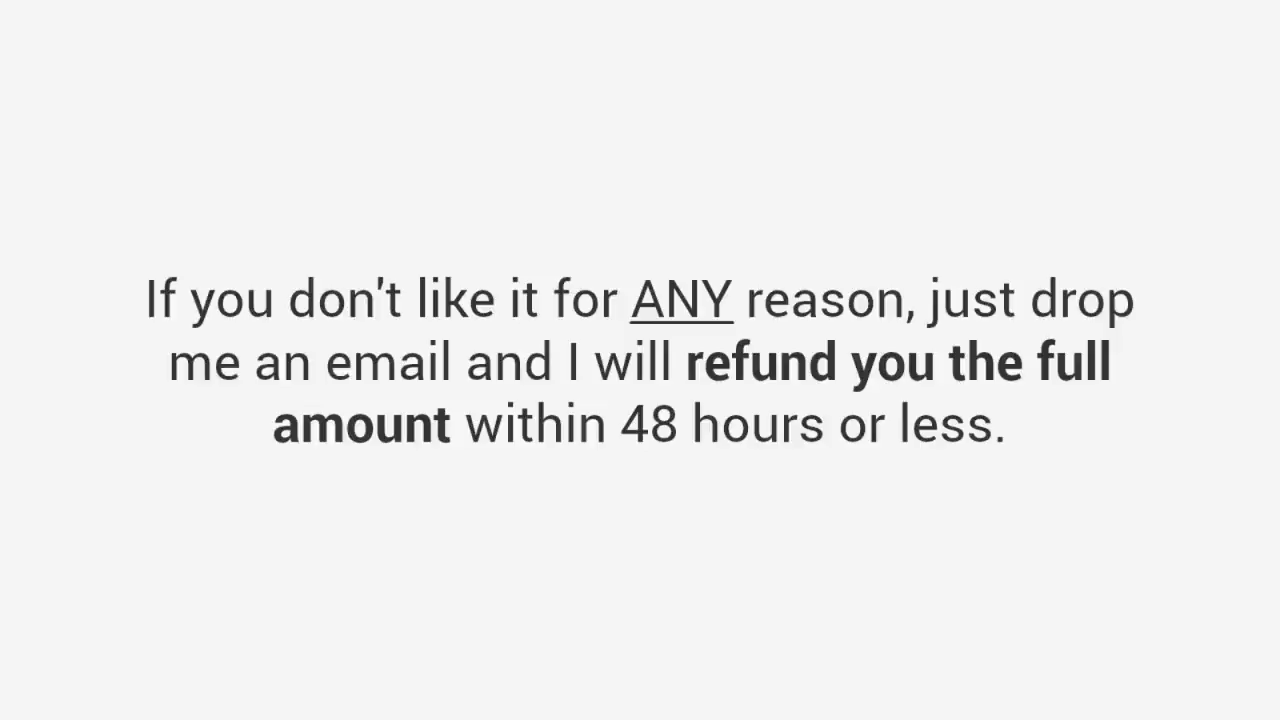 If you don't like it for ANY reason, just drop
me an email and I will refund you the full
amount within 48 hours or less.